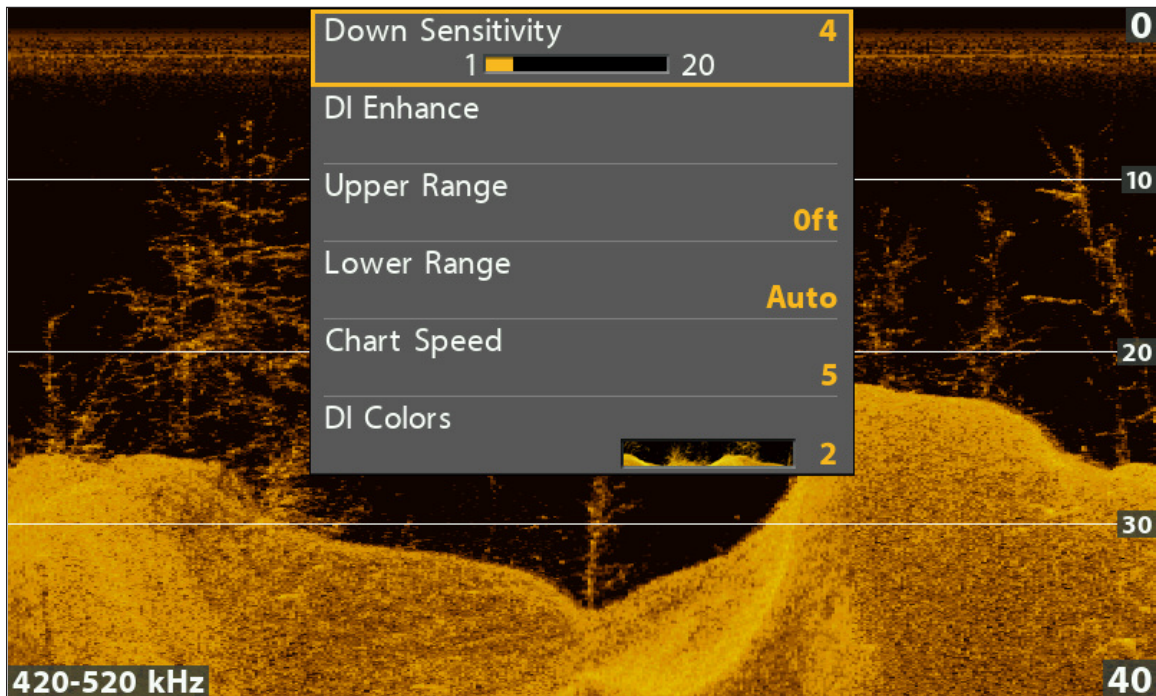 Down Sensitivity 4
1 20
DI Enhance
Upper Range
0ft
Lower Range
Auto
Chart Speed
5
DI Colors
2
0
10
20
30
40
420-520 kHz